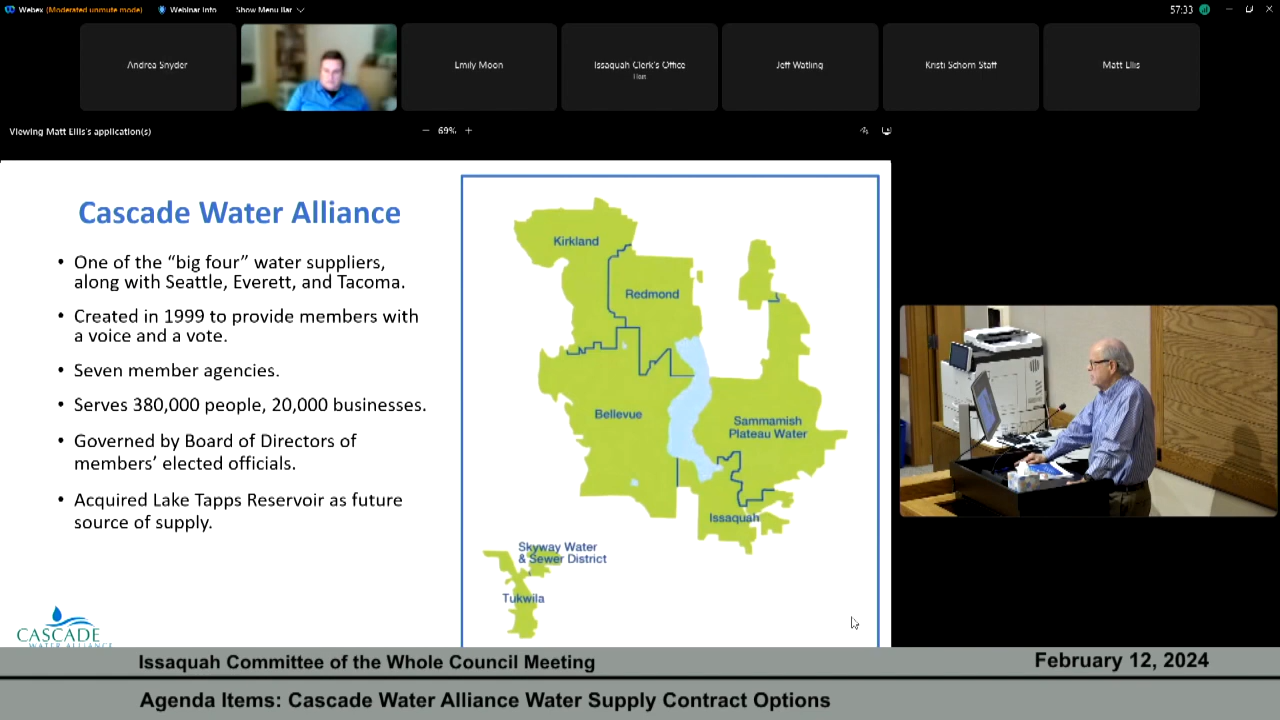 Webex (Moderated unmute mode) Webinar Info Show Menu Bar 57:33
Andrea Snyder
Emily Moon
Issaquah Clerk's Office
Host
Jeff Watling
Kristi Schorn Staff
Matt Ellis
Viewing Matt Ellis's application(s) − 69% +
Cascade Water Alliance
• One of the “big four” water suppliers,
along with Seattle, Everett, and Tacoma.
• Created in 1999 to provide members with
a voice and a vote.
• Seven member agencies.
• Serves 380,000 people, 20,000 businesses.
• Governed by Board of Directors of
members’ elected officials.
• Acquired Lake Tapps Reservoir as future
source of supply.
CASCADE
WATER ALLIANCE
Kirkland
Redmond
Bellevue
Sammamish
Plateau Water
Issaquah
Skyway Water
& Sewer District
Tukwila
Issaquah Committee of the Whole Council Meeting February 12, 2024
Agenda Items: Cascade Water Alliance Water Supply Contract Options